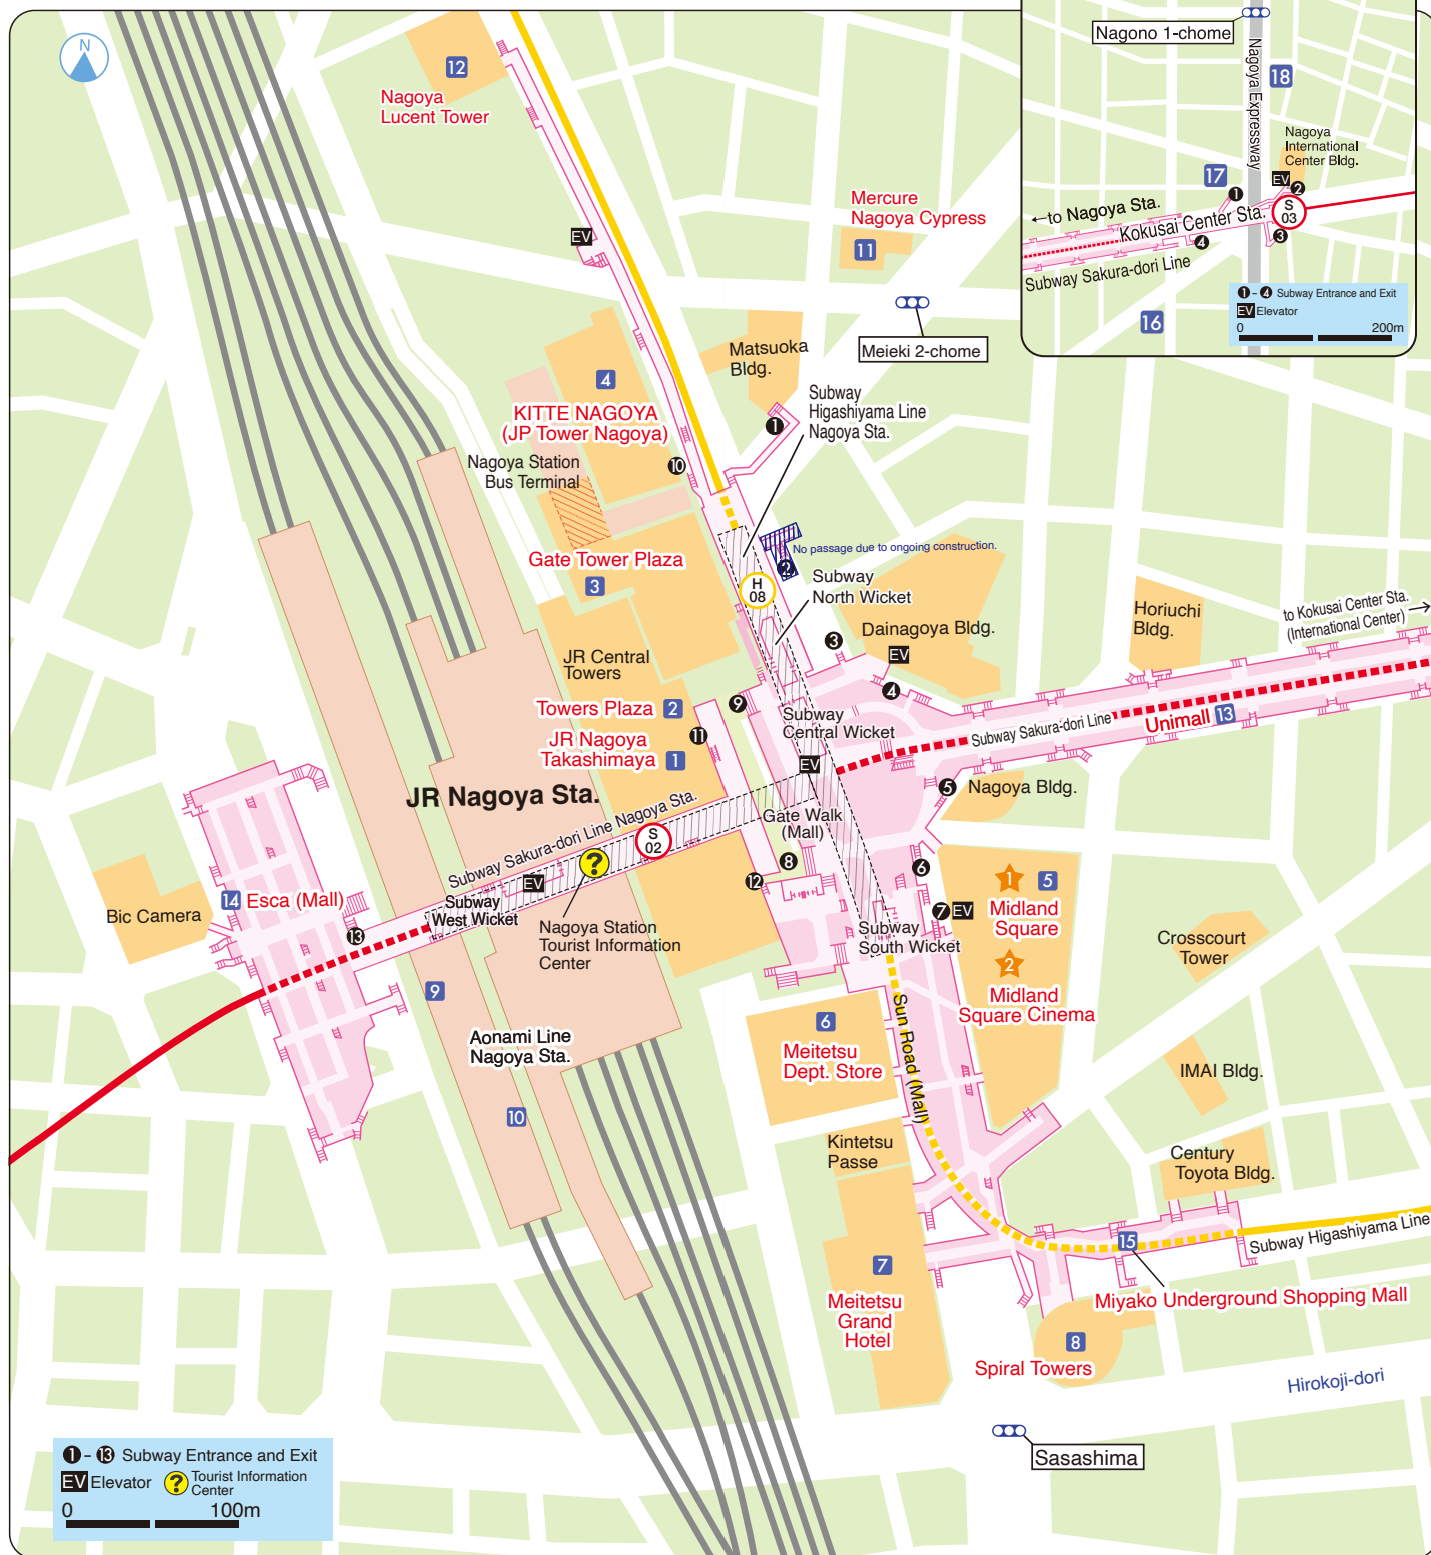 N
12
Nagoya
Lucent Tower
EV
Mercure
Nagoya Cypress
11
Meieki 2-chome
Matsuoka
Bldg.
1
Subway
Higashiyama Line
Nagoya Sta.
4
KITTE NAGOYA
(JP Tower Nagoya)
10
Nagoya Station
Bus Terminal
No passage due to ongoing construction.
2
Gate Tower Plaza
3
H
08
Subway
North Wicket
3
Dainagoya Bldg.
EV
4
Horiuchi
Bldg.
to Kokusai Center Sta. →
(International Center)
JR Central
Towers
Towers Plaza
2
9
Subway
Central Wicket
Subway Sakura-dori Line
Unimall
13
11
JR Nagoya
Takashimaya
1
EV
5
Nagoya Bldg.
JR Nagoya Sta.
Subway Sakura-dori Line Nagoya Sta.
S
02
Gate Walk
(Mall)
8
6
12
1
5
Midland
Square
7
EV
2
Midland
Square Cinema
Crosscourt
Tower
Bic Camera
14
Esca (Mall)
13
Subway
West Wicket
EV
?
Nagoya Station
Tourist Information
Center
Subway
South Wicket
9
Aonami Line
Nagoya Sta.
10
6
Meitetsu
Dept. Store
Sun Road (Mall)
IMAI Bldg.
Kintetsu
Passe
Century
Toyota Bldg.
7
Meitetsu
Grand
Hotel
15
Subway Higashiyama Line
Miyako Underground Shopping Mall
8
Spiral Towers
Hirokoji-dori
Sasashima
1 - 13 Subway Entrance and Exit
EV Elevator
? Tourist Information
Center
0 100m
Nagono 1-chome
Nagoya Expressway
18
Nagoya
International
Center Bldg.
17
1
EV
2
←to Nagoya Sta.
Kokusai Center Sta.
S
03
3
4
Subway Sakura-dori Line
16
1 - 4 Subway Entrance and Exit
EV Elevator
0 200m